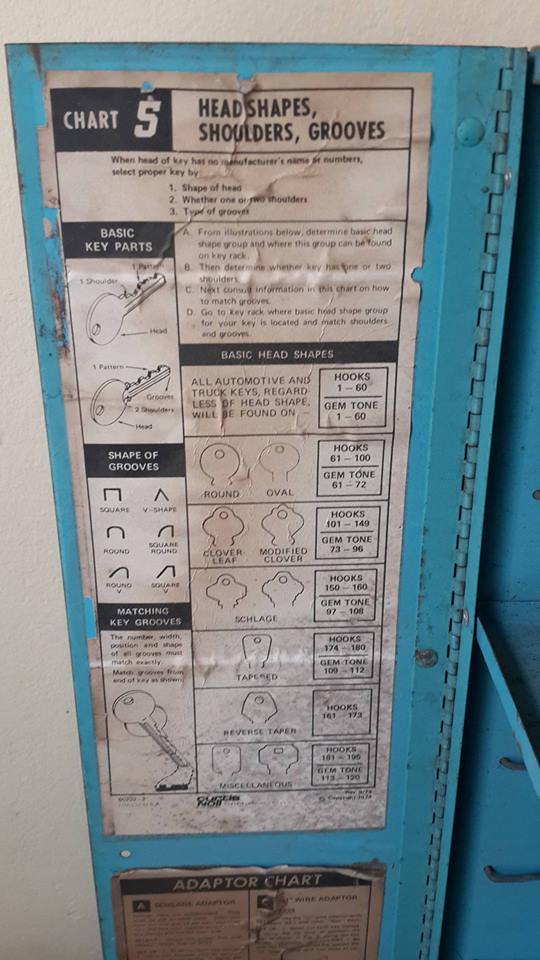 CHART 5
HEAD SHAPES,
SHOULDERS, GROOVES
When head of key has no manufacturer's name or numbers,
select proper key by
1. Shape of head
2. Whether one or two shoulders
3. Type of grooves
BASIC
KEY PARTS
1 Pattern
1 Shoulder
Head
1 Pattern
Grooves
2 Shoulders
Head
A. From illustrations below, determine basic head
shape group and where this group can be found
on key rack.
B. Then determine whether key has one or two
shoulders.
C. Next consult information in this chart on how
to match grooves.
D. Go to key rack where basic head shape group
for your key is located and match shoulders
and grooves.
BASIC HEAD SHAPES
ALL AUTOMOTIVE AND
TRUCK KEYS, REGARD-
LESS OF HEAD SHAPE,
WILL BE FOUND ON —
HOOKS
1 – 60
GEM TONE
1 – 60
SHAPE OF
GROOVES
SQUARE
V-SHAPE
ROUND
SQUARE
ROUND
ROUND
V
SQUARE
V
ROUND
OVAL
HOOKS
61 – 100
GEM TONE
61 – 72
CLOVER
LEAF
MODIFIED
CLOVER
HOOKS
101 – 149
GEM TONE
73 – 96
SCHLAGE
HOOKS
150 – 160
GEM TONE
97 – 108
MATCHING
KEY GROOVES
The number, width,
position and shape
of all grooves must
match exactly.
Match grooves from
end of key as shown.
TAPERED
HOOKS
174 – 180
GEM TONE
109 – 112
REVERSE TAPER
HOOKS
161 – 173
MISCELLANEOUS
HOOKS
181 – 196
GEM TONE
113 – 120
CURTIS
NOLL
© Copyright 1974
ADAPTOR CHART
A
SCHLAGE ADAPTOR
WIRE ADAPTOR